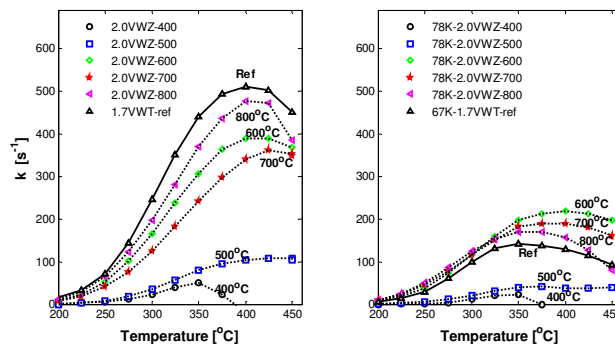 600
500
400
300
200
100
0
k [s⁻¹]
2.0VWZ-400
2.0VWZ-500
2.0VWZ-600
2.0VWZ-700
2.0VWZ-800
1.7VWT-ref
Ref
800°C
600°C
700°C
500°C
400°C
200 250 300 350 400 450
Temperature [°C]
600
500
400
300
200
100
0
78K-2.0VWZ-400
78K-2.0VWZ-500
78K-2.0VWZ-600
78K-2.0VWZ-700
78K-2.0VWZ-800
67K-1.7VWT-ref
600°C
700°C
800°C
Ref
500°C
400°C
200 250 300 350 400 450
Temperature [°C]